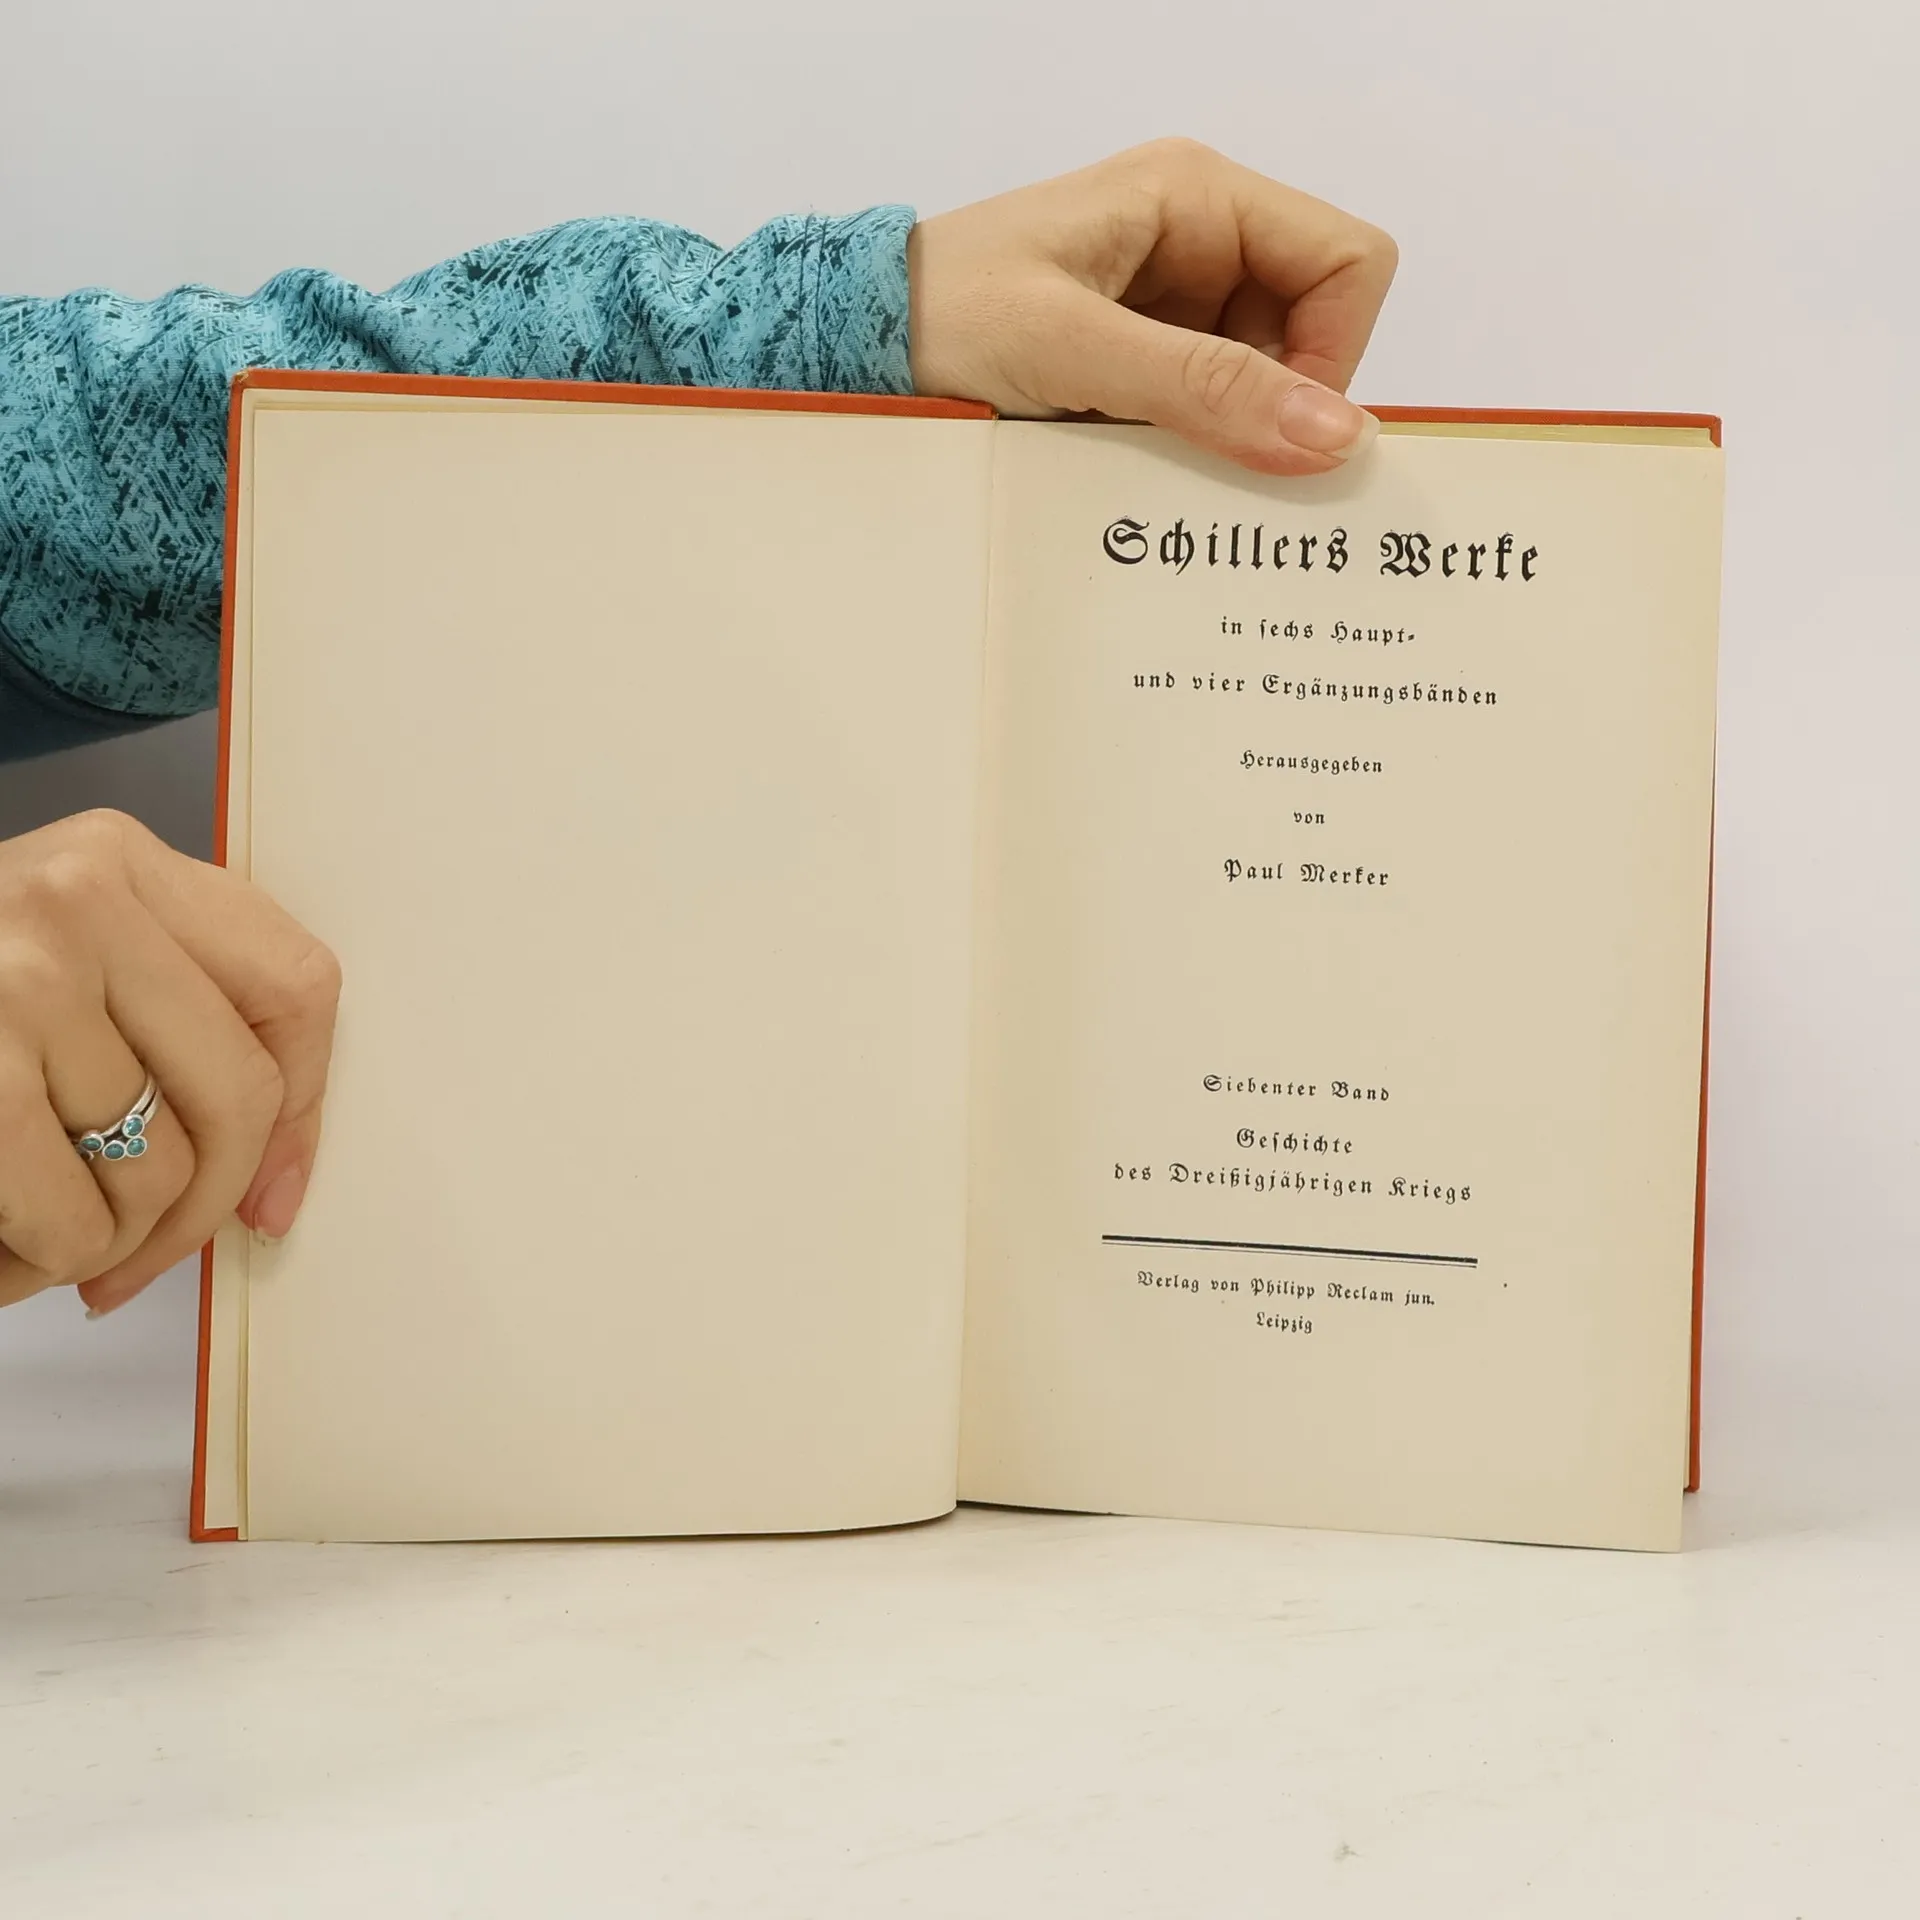 Schillers Werke
in sechs Haupt-
und vier Ergänzungsbänden
Herausgegeben
von
Paul Merker
Siebenter Band
Geschichte
des Dreißigjährigen Kriegs
Verlag von Philipp Reclam jun.
Leipzig